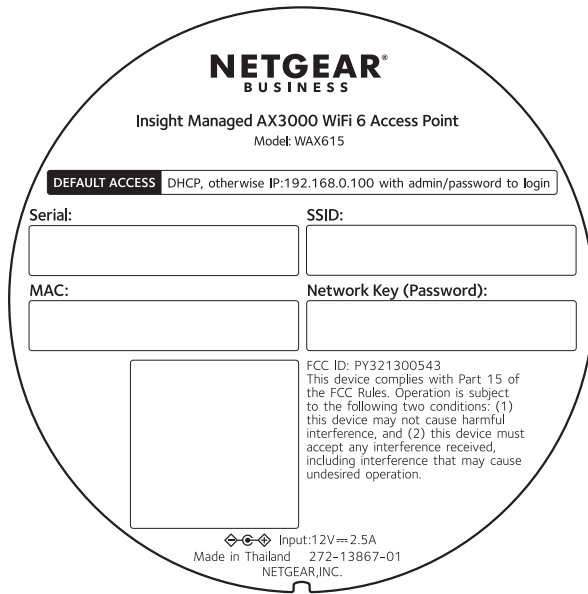 NETGEAR®
BUSINESS
Insight Managed AX3000 WiFi 6 Access Point
Model: WAX615
DEFAULT ACCESS DHCP, otherwise IP:192.168.0.100 with admin/password to login
Serial:
SSID:
MAC:
Network Key (Password):
FCC ID: PY321300543
This device complies with Part 15 of
the FCC Rules. Operation is subject
to the following two conditions: (1)
this device may not cause harmful
interference, and (2) this device must
accept any interference received,
including interference that may cause
undesired operation.
Input:12V⎓2.5A
Made in Thailand 272-13867-01
NETGEAR,INC.